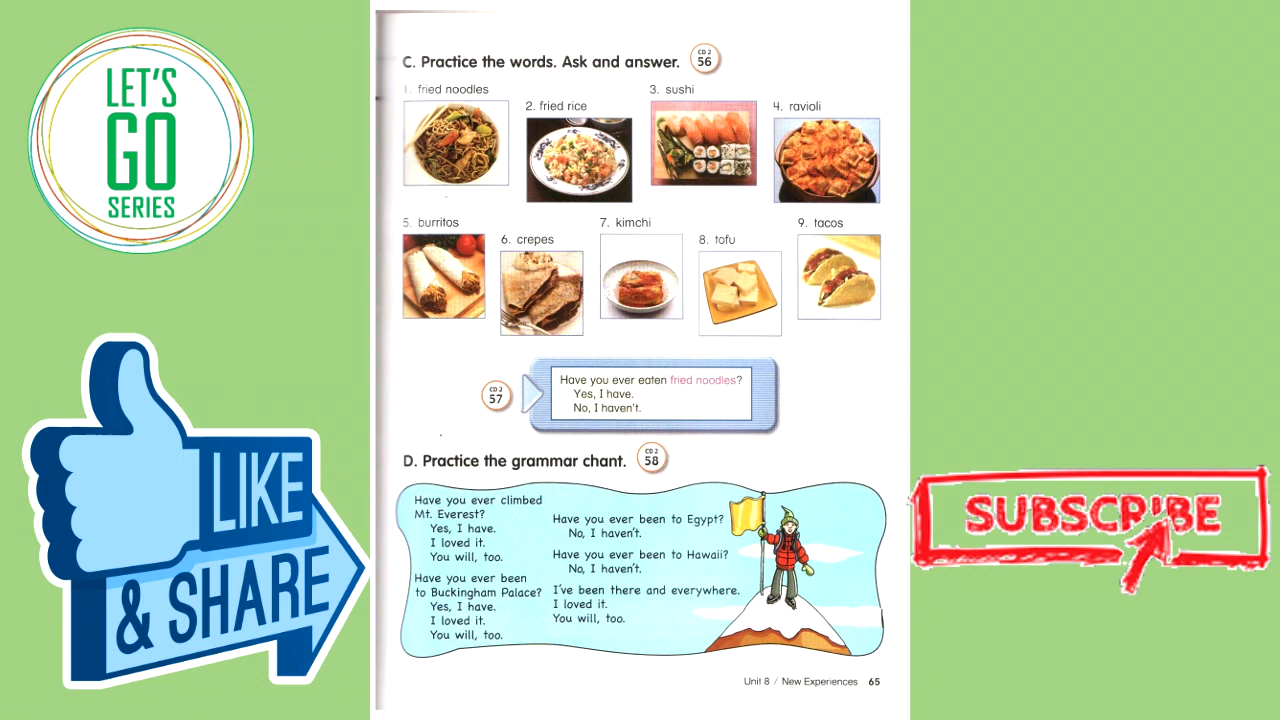 LET'S
GO
SERIES
LIKE
& SHARE
C. Practice the words. Ask and answer.
CD 2
56
1. fried noodles
2. fried rice
3. sushi
4. ravioli
5. burritos
6. crepes
7. kimchi
8. tofu
9. tacos
CD 2
57
Have you ever eaten fried noodles?
Yes, I have.
No, I haven't.
D. Practice the grammar chant.
CD 2
58
Have you ever climbed
Mt. Everest?
Yes, I have.
I loved it.
You will, too.
Have you ever been
to Buckingham Palace?
Yes, I have.
I loved it.
You will, too.
Have you ever been to Egypt?
No, I haven't.
Have you ever been to Hawaii?
No, I haven't.
I've been there and everywhere.
I loved it.
You will, too.
Unit 8 / New Experiences 65
SUBSCRIBE